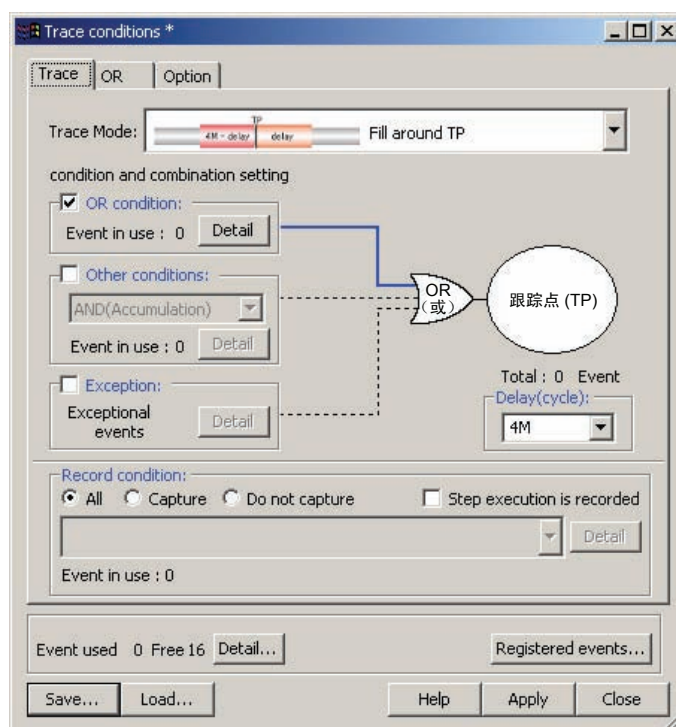 Trace conditions *
Trace OR Option
Trace Mode: TP 4M - delay delay Fill around TP
condition and combination setting
OR condition:
Event in use : 0 Detail
Other conditions:
AND(Accumulation)
Event in use : 0 Detail
Exception:
Exceptional events Detail
OR
(或)
跟踪点 (TP)
Total : 0 Event
Delay(cycle):
4M
Record condition:
All Capture Do not capture Step execution is recorded
Detail
Event in use : 0
Event used 0 Free 16 Detail... Registered events...
Save... Load... Help Apply Close